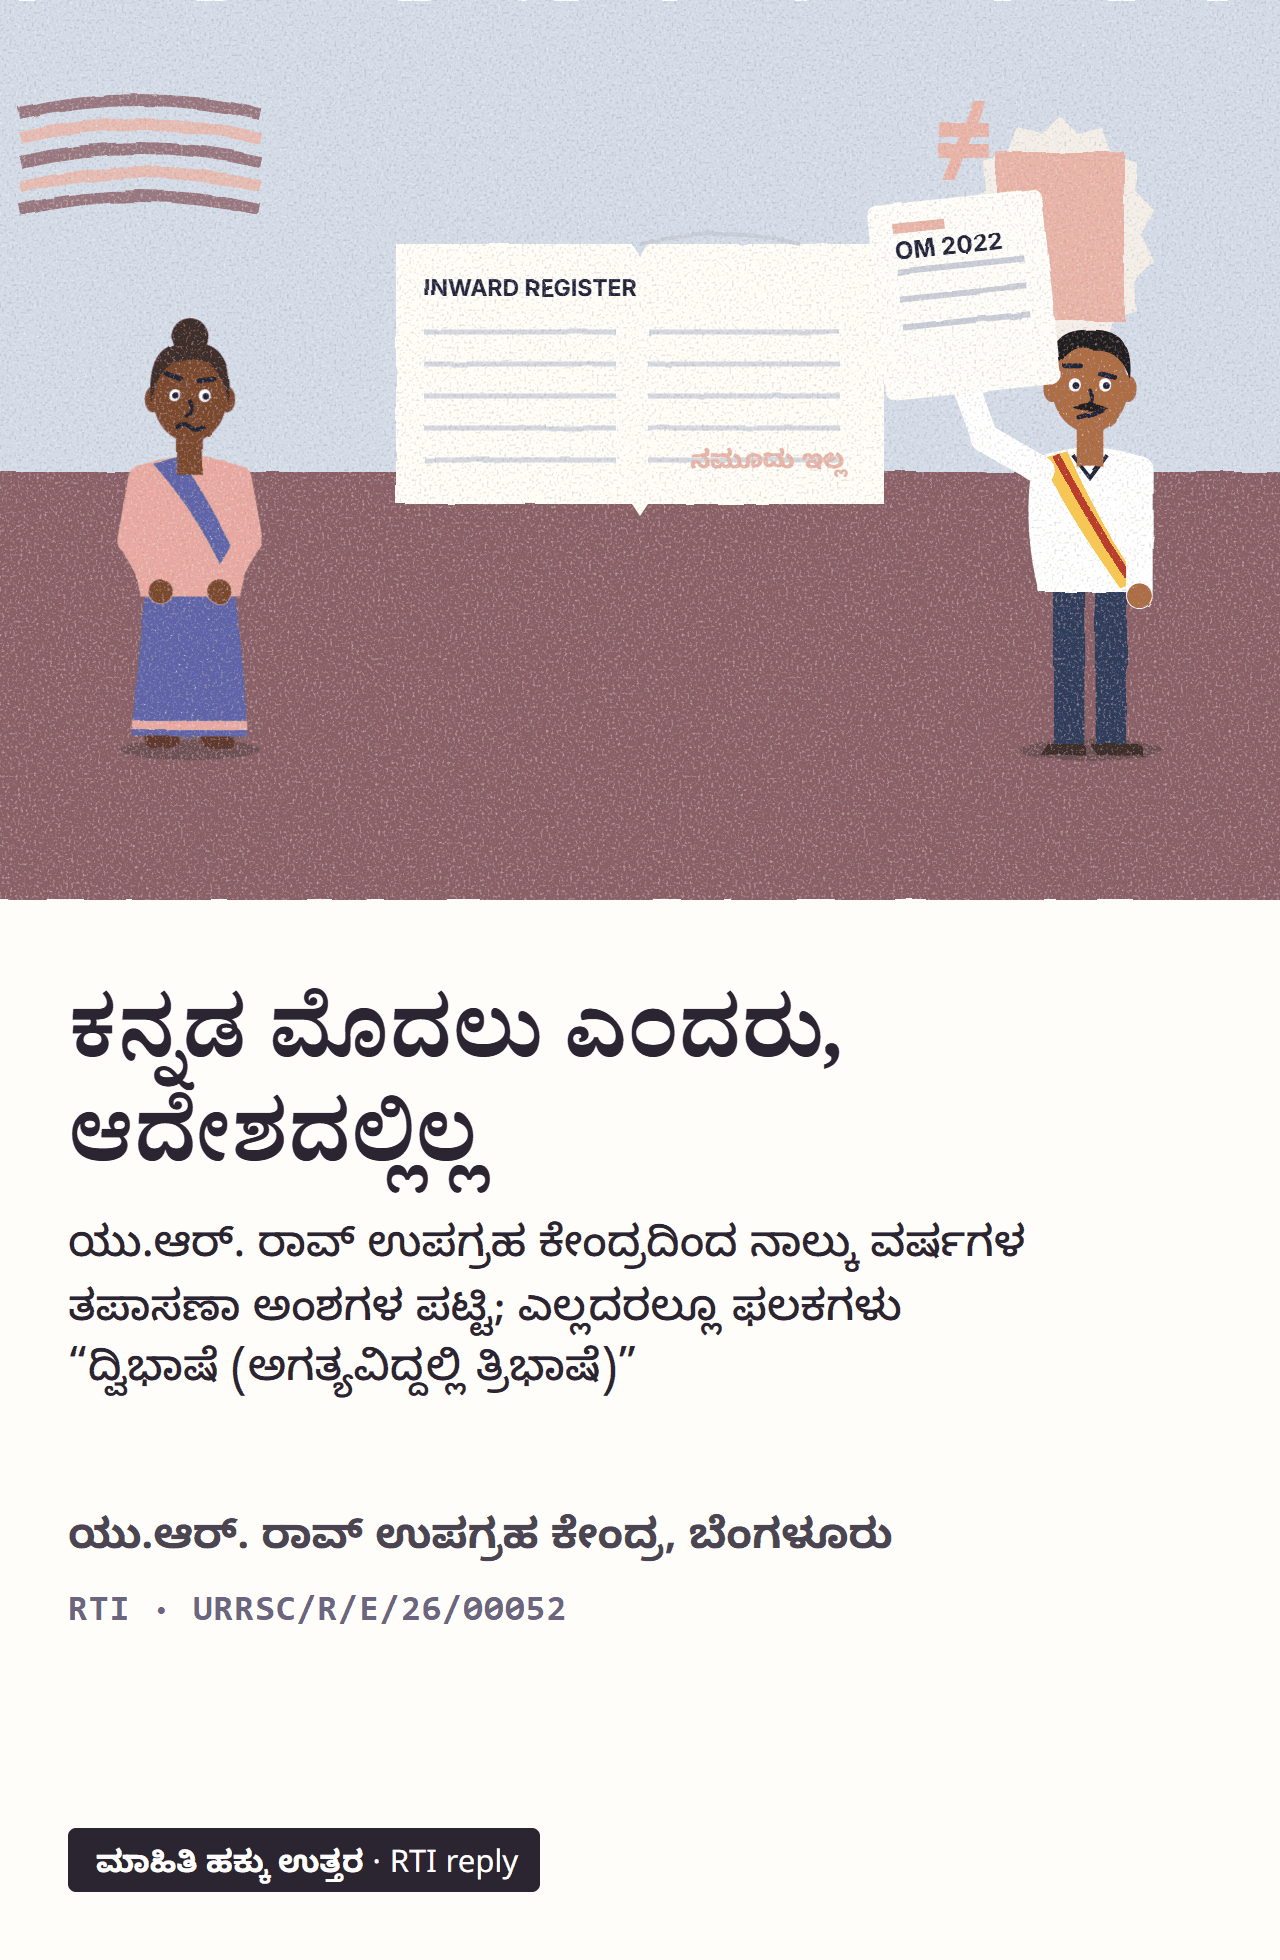 ≠
OM 2022
INWARD REGISTER
ನಮೂದು ಇಲ್ಲ
ಕನ್ನಡ ಮೊದಲು ಎಂದರು,
ಆದೇಶದಲ್ಲಿಲ್ಲ
ಯು.ಆರ್. ರಾವ್ ಉಪಗ್ರಹ ಕೇಂದ್ರದಿಂದ ನಾಲ್ಕು ವರ್ಷಗಳ
ತಪಾಸಣಾ ಅಂಶಗಳ ಪಟ್ಟಿ; ಎಲ್ಲದರಲ್ಲೂ ಫಲಕಗಳು
“ದ್ವಿಭಾಷೆ (ಅಗತ್ಯವಿದ್ದಲ್ಲಿ ತ್ರಿಭಾಷೆ)”
ಯು.ಆರ್. ರಾವ್ ಉಪಗ್ರಹ ಕೇಂದ್ರ, ಬೆಂಗಳೂರು
RTI · URRSC/R/E/26/00052
ಮಾಹಿತಿ ಹಕ್ಕು ಉತ್ತರ · RTI reply